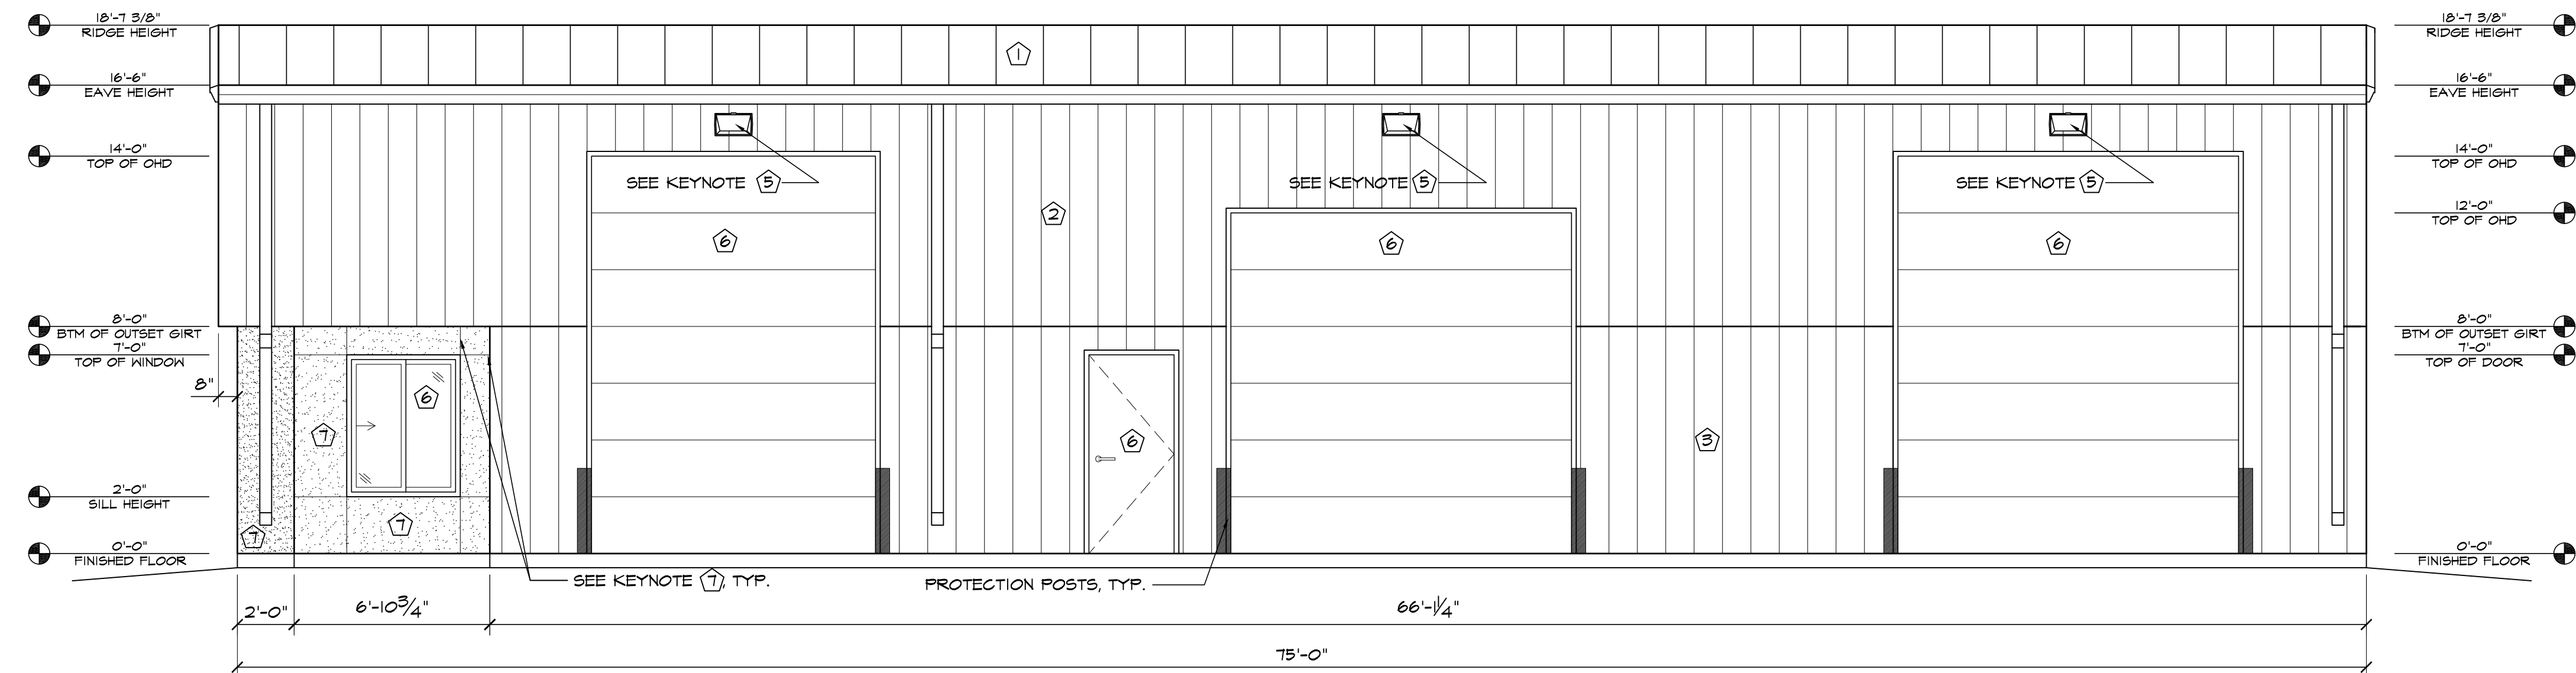 18'-7 3/8"
RIDGE HEIGHT
16'-6"
EAVE HEIGHT
14'-0"
TOP OF OHD
8'-0"
BTM OF OUTSET GIRT
7'-0"
TOP OF WINDOW
8"
2'-0"
SILL HEIGHT
0'-0"
FINISHED FLOOR
1
SEE KEYNOTE 5
SEE KEYNOTE 5
SEE KEYNOTE 5
2
6
6
6
6
7
6
3
7
7
SEE KEYNOTE 7, TYP.
PROTECTION POSTS, TYP.
2'-0"
6'-10 3/4"
66'-1/4"
75'-0"
18'-7 3/8"
RIDGE HEIGHT
16'-6"
EAVE HEIGHT
14'-0"
TOP OF OHD
12'-0"
TOP OF OHD
8'-0"
BTM OF OUTSET GIRT
7'-0"
TOP OF DOOR
0'-0"
FINISHED FLOOR